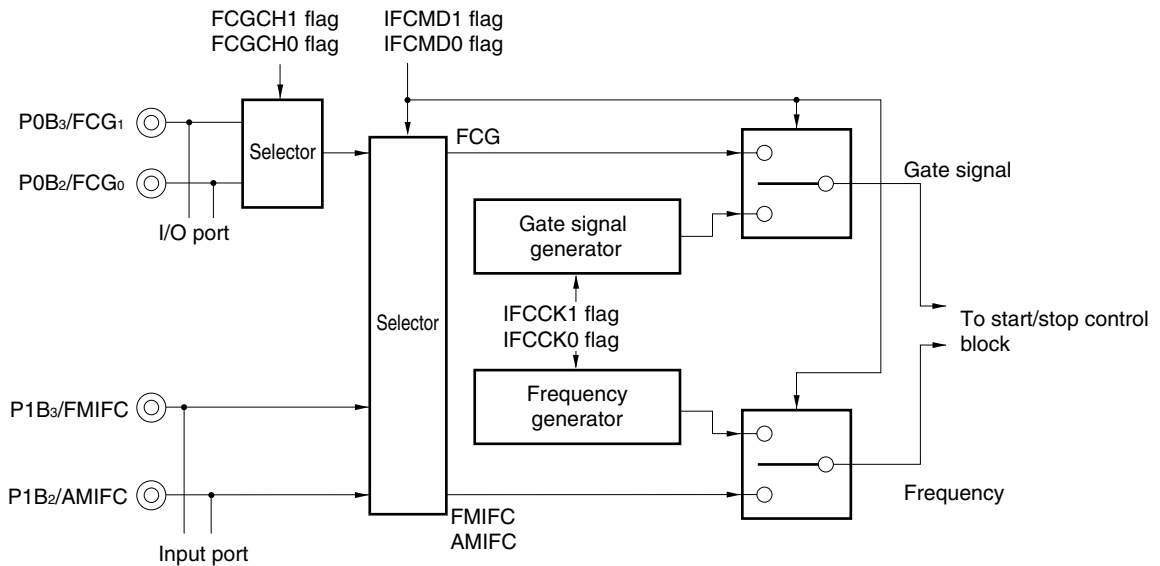 FCGCH1 flag
FCGCH0 flag
IFCMD1 flag
IFCMD0 flag
P0B₃/FCG₁
P0B₂/FCG₀
Selector
I/O port
FCG
Gate signal
Gate signal
generator
IFCCK1 flag
IFCCK0 flag
Selector
To start/stop control
block
Frequency
generator
P1B₃/FMIFC
P1B₂/AMIFC
Frequency
FMIFC
AMIFC
Input port